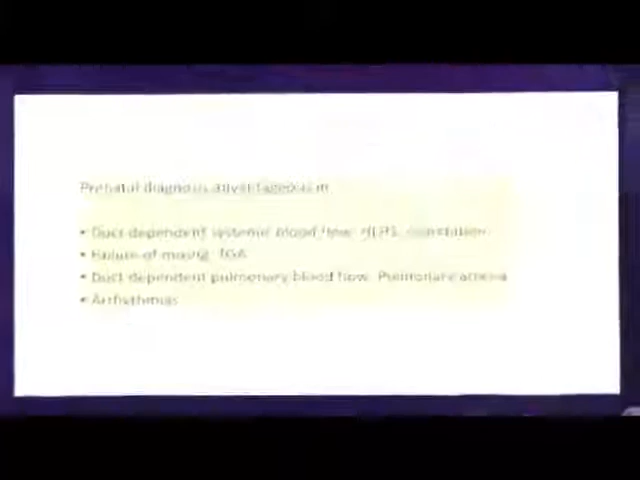 Prenatal diagnosis advantageous in
• Duct dependent systemic blood flow: HLHS, coarctation
• Failure of mixing: TGA
• Duct dependent pulmonary blood flow: Pulmonary atresia
• Arrhythmias